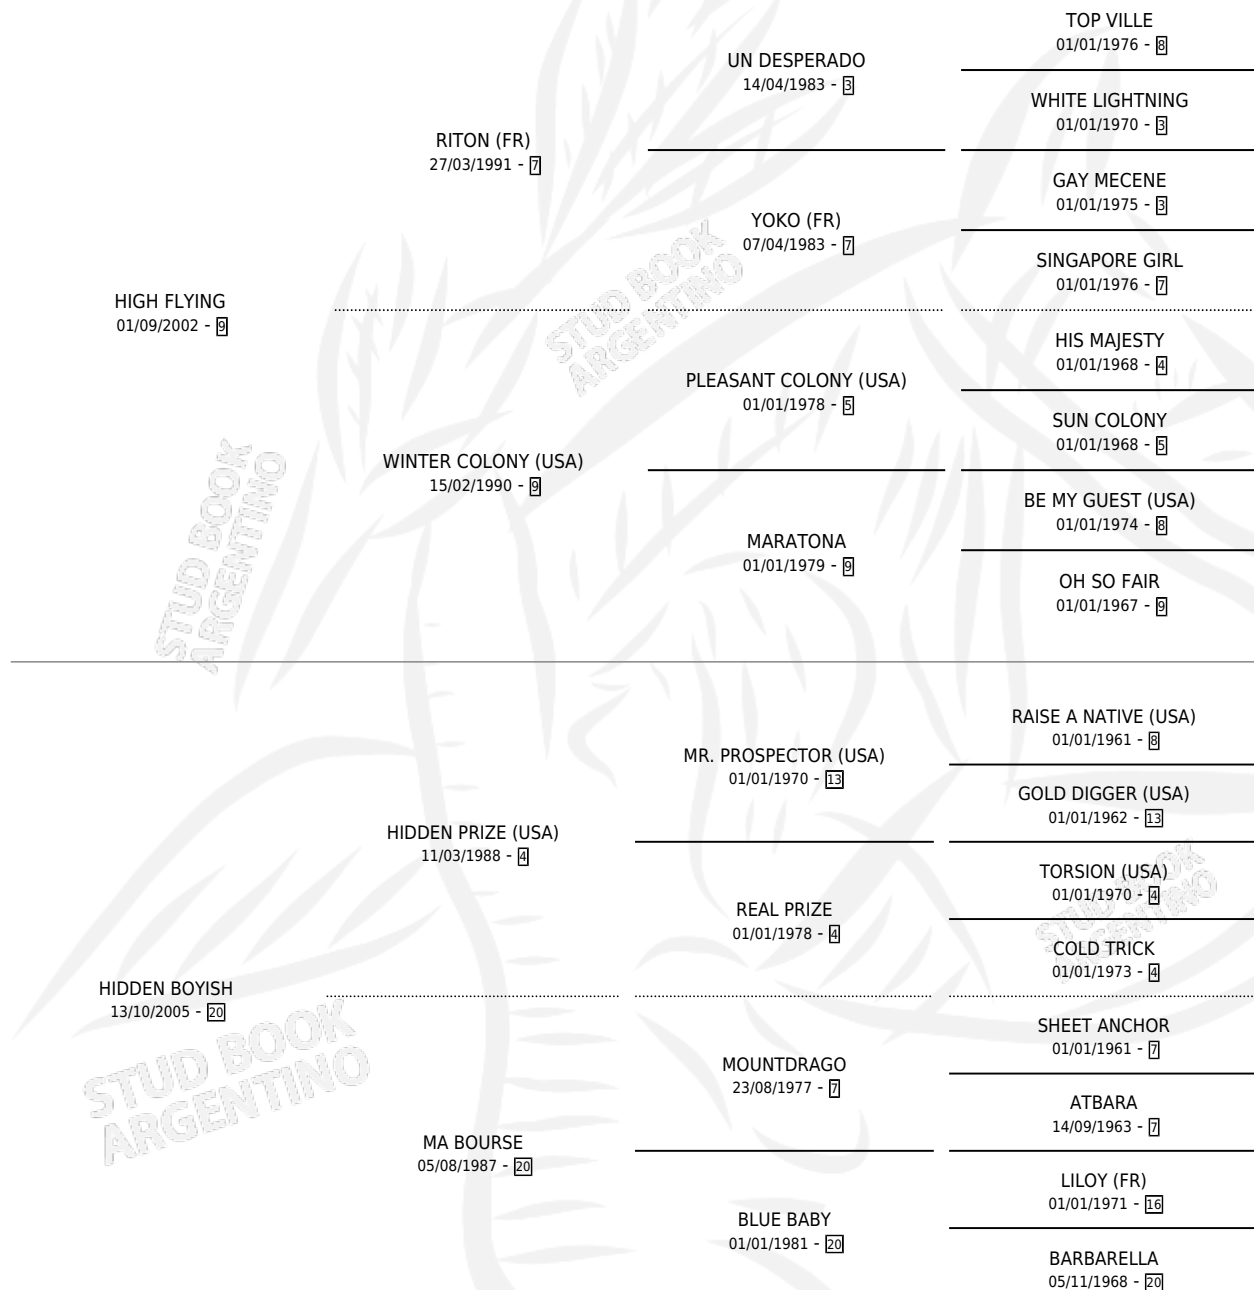 TOP VILLE
01/01/1976 - 8
UN DESPERADO
14/04/1983 - 3
WHITE LIGHTNING
01/01/1970 - 3
RITON (FR)
27/03/1991 - 7
GAY MECENE
01/01/1975 - 3
YOKO (FR)
07/04/1983 - 7
SINGAPORE GIRL
01/01/1976 - 7
HIGH FLYING
01/09/2002 - 9
STUD BOOK
ARGENTINO
HIS MAJESTY
01/01/1968 - 4
PLEASANT COLONY (USA)
01/01/1978 - 5
SUN COLONY
01/01/1968 - 5
WINTER COLONY (USA)
15/02/1990 - 9
BE MY GUEST (USA)
01/01/1974 - 8
MARATONA
01/01/1979 - 9
OH SO FAIR
01/01/1967 - 9
STUD BOOK
ARGENTINO
RAISE A NATIVE (USA)
01/01/1961 - 8
MR. PROSPECTOR (USA)
01/01/1970 - 13
GOLD DIGGER (USA)
01/01/1962 - 13
HIDDEN PRIZE (USA)
11/03/1988 - 4
TORSION (USA)
01/01/1970 - 4
REAL PRIZE
01/01/1978 - 4
COLD TRICK
01/01/1973 - 4
STUD BOOK
ARGENTINO
HIDDEN BOYISH
13/10/2005 - 20
SHEET ANCHOR
01/01/1961 - 7
MOUNTDRAGO
23/08/1977 - 7
ATBARA
14/09/1963 - 7
STUD BOOK
ARGENTINO
MA BOURSE
05/08/1987 - 20
LILOY (FR)
01/01/1971 - 16
BLUE BABY
01/01/1981 - 20
BARBARELLA
05/11/1968 - 20